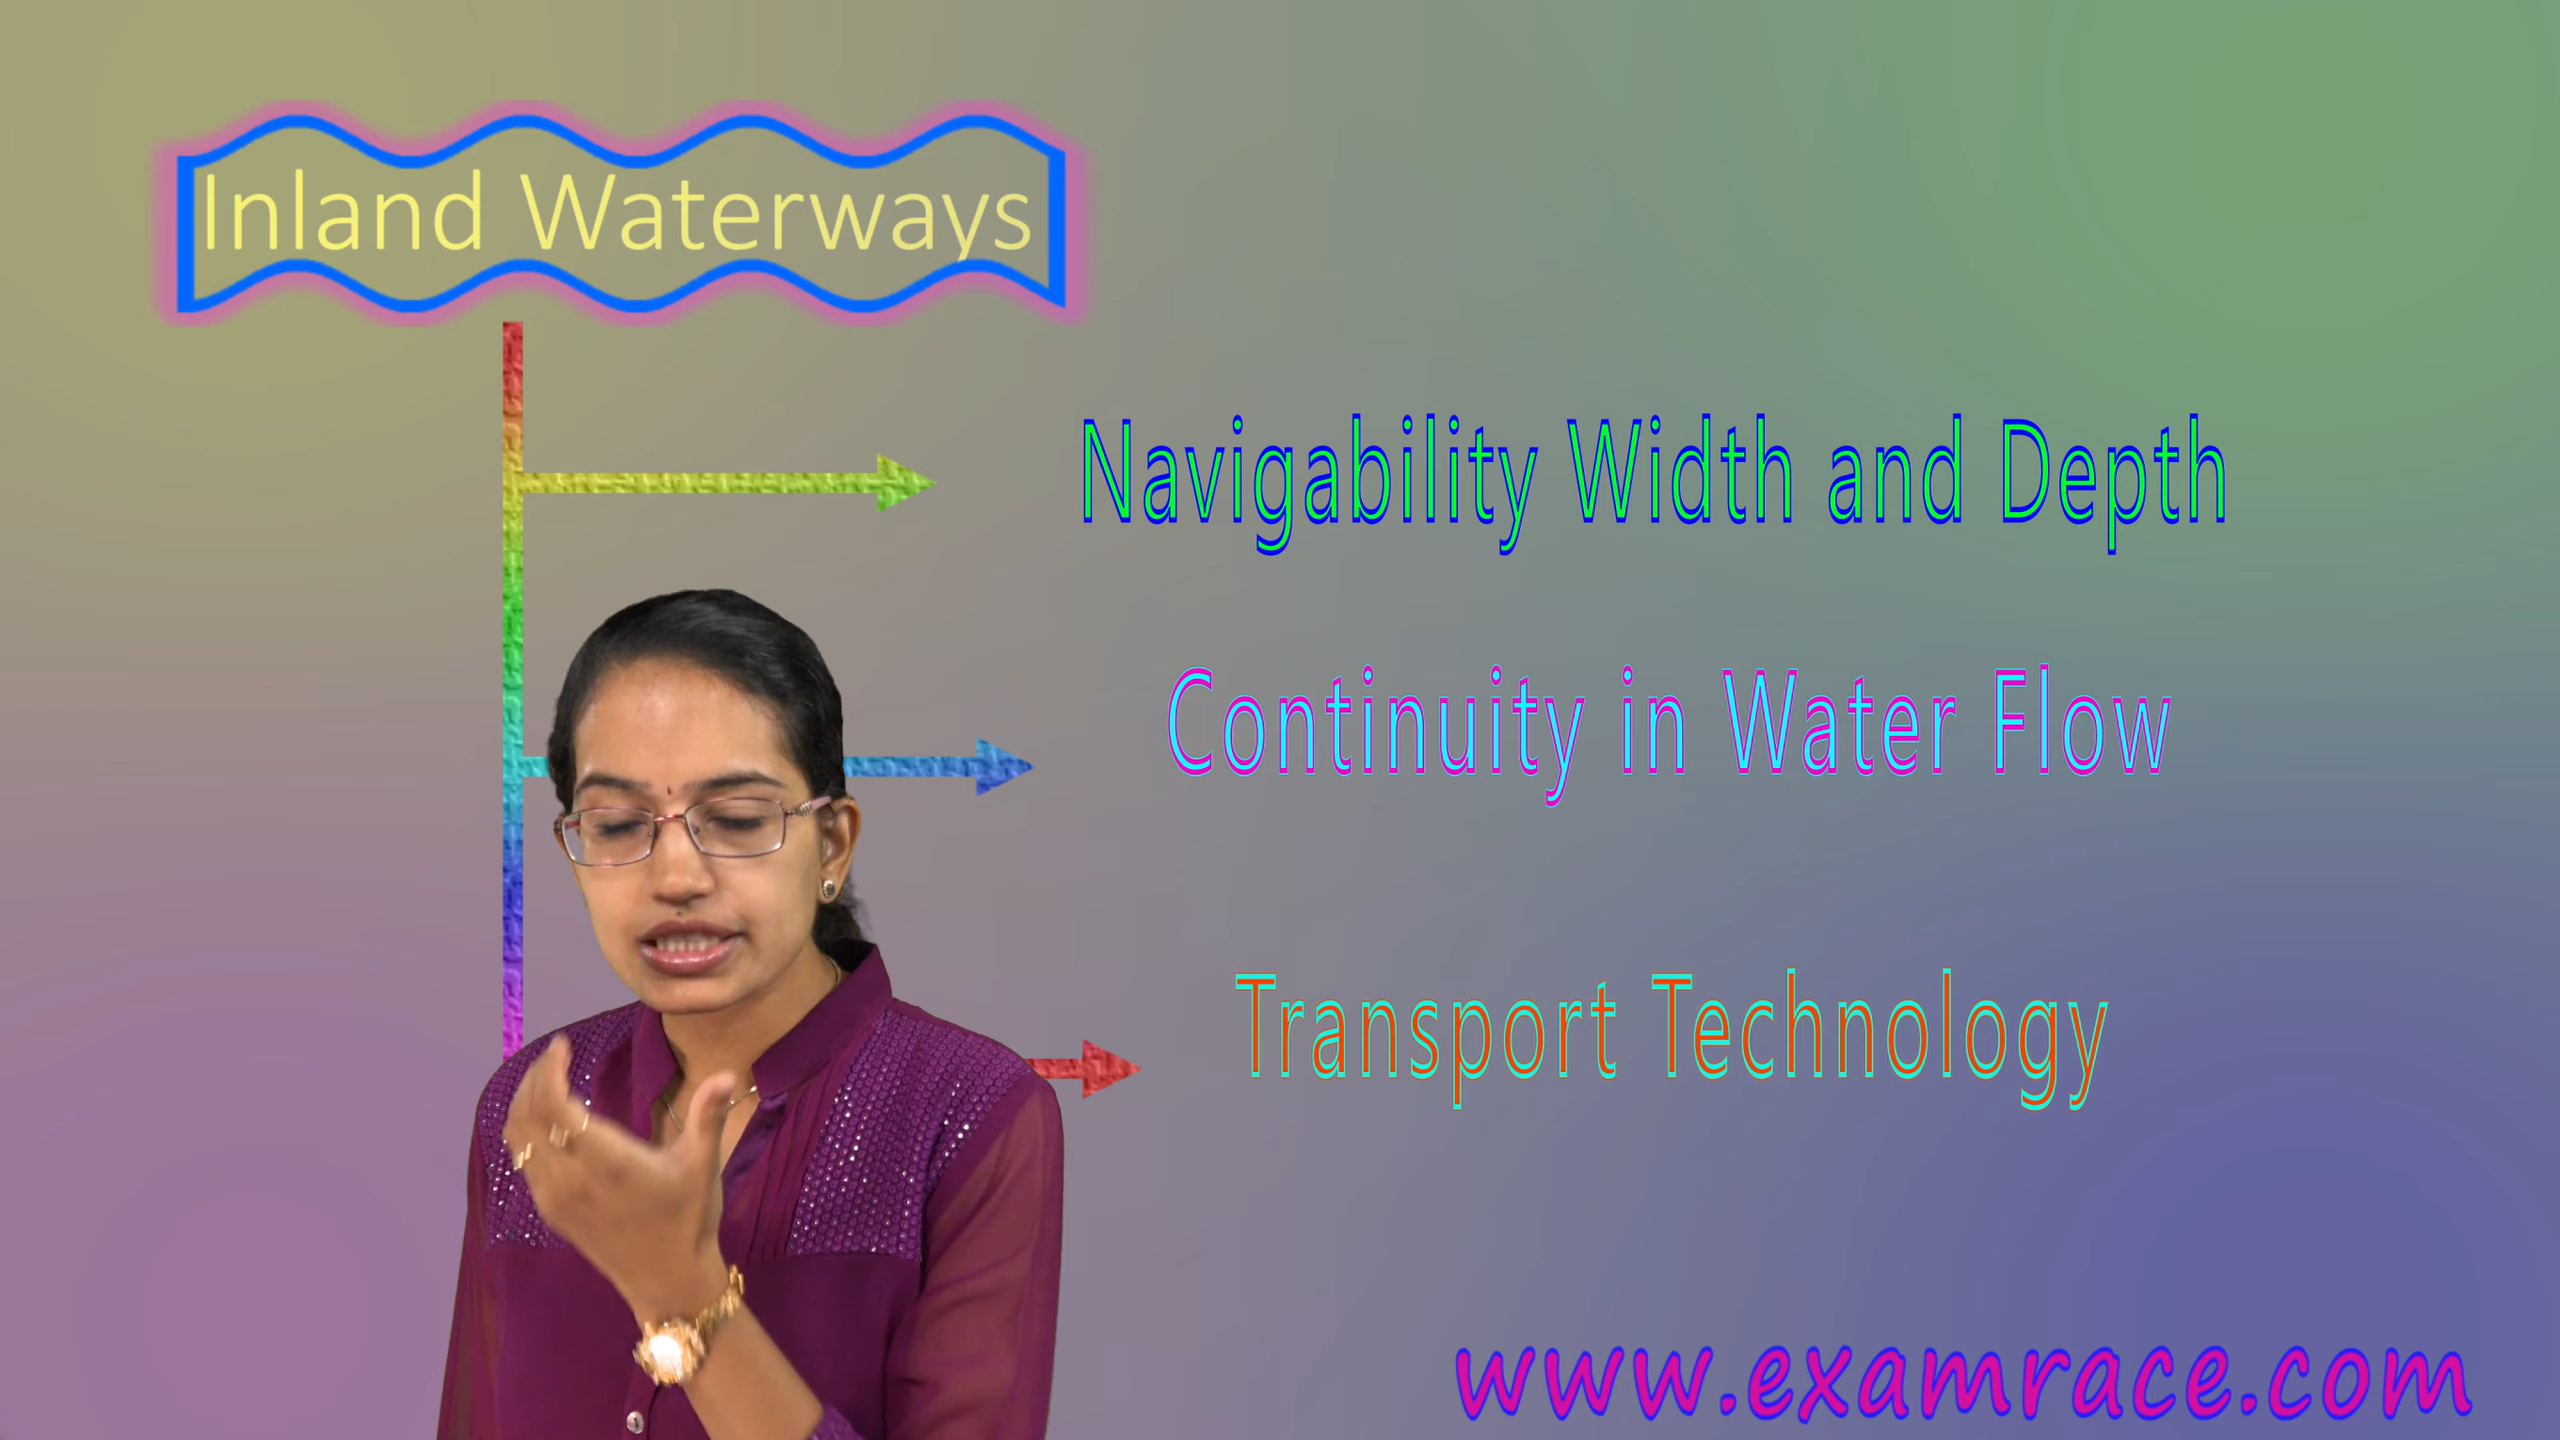 Inland Waterways
Navigability Width and Depth
Continuity in Water Flow
Transport Technology
www.examrace.com